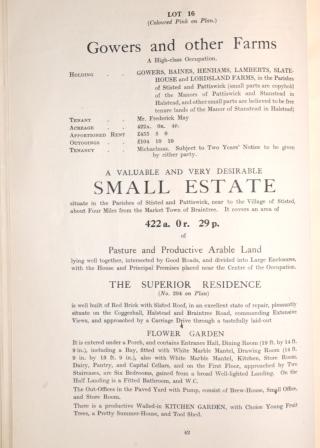 LOT 16
(Coloured Pink on Plan.)
Gowers and other Farms
A High-class Occupation.
HOLDING . . GOWERS, BAINES, HENHAMS, LAMBERTS, SLATE-
HOUSE and LORDSLAND FARMS, in the Parishes
of Stisted and Pattiswick (small parts are copyhold
of the Manors of Pattiswick and Stanstead in
Halstead, and other small parts are believed to be free
tenure lands of the Manor of Stanstead in Halstead)
TENANT . . Mr. Frederick May
ACREAGE . . 422a. 0r. 4r.
APPORTIONED RENT £455 5 0
OUTGOINGS . . £104 19 10
TENANCY . . Michaelmas. Subject to Two Years' Notice to be given
by either party.
A VALUABLE AND VERY DESIRABLE
SMALL ESTATE
situate in the Parishes of Stisted and Pattiswick, near to the Village of Stisted,
about Four Miles from the Market Town of Braintree. It covers an area of
422a. 0r. 29p.
of
Pasture and Productive Arable Land
lying well together, intersected by Good Roads, and divided into Large Enclosures,
with the House and Principal Premises placed near the Centre of the Occupation.
THE SUPERIOR RESIDENCE
(No. 294 on Plan)
is well built of Red Brick with Slated Roof, in an excellent state of repair, pleasantly
situate on the Coggeshall, Halstead and Braintree Road, commanding Extensive
Views, and approached by a Carriage Drive through a tastefully laid-out
FLOWER GARDEN
It is entered under a Porch, and contains Entrance Hall, Dining Room (19 ft. by 14 ft.
9 in.), including a Bay, fitted with White Marble Mantel, Drawing Room (14 ft.
9 in. by 13 ft. 9 in.), also with White Marble Mantel, Kitchen, Store Room,
Dairy, Pantry, and Capital Cellars, and on the First Floor, approached by Two
Staircases, are Six Bedrooms, gained from a broad Well-lighted Landing. On the
Half Landing is a Fitted Bathroom, and W.C.
The Out-Offices in the Paved Yard with Pump, consist of Brew-House, Small Office,
and Store Room.
There is a productive Walled-in KITCHEN GARDEN, with Choice Young Fruit
Trees, a Pretty Summer-House, and Tool Shed.
42